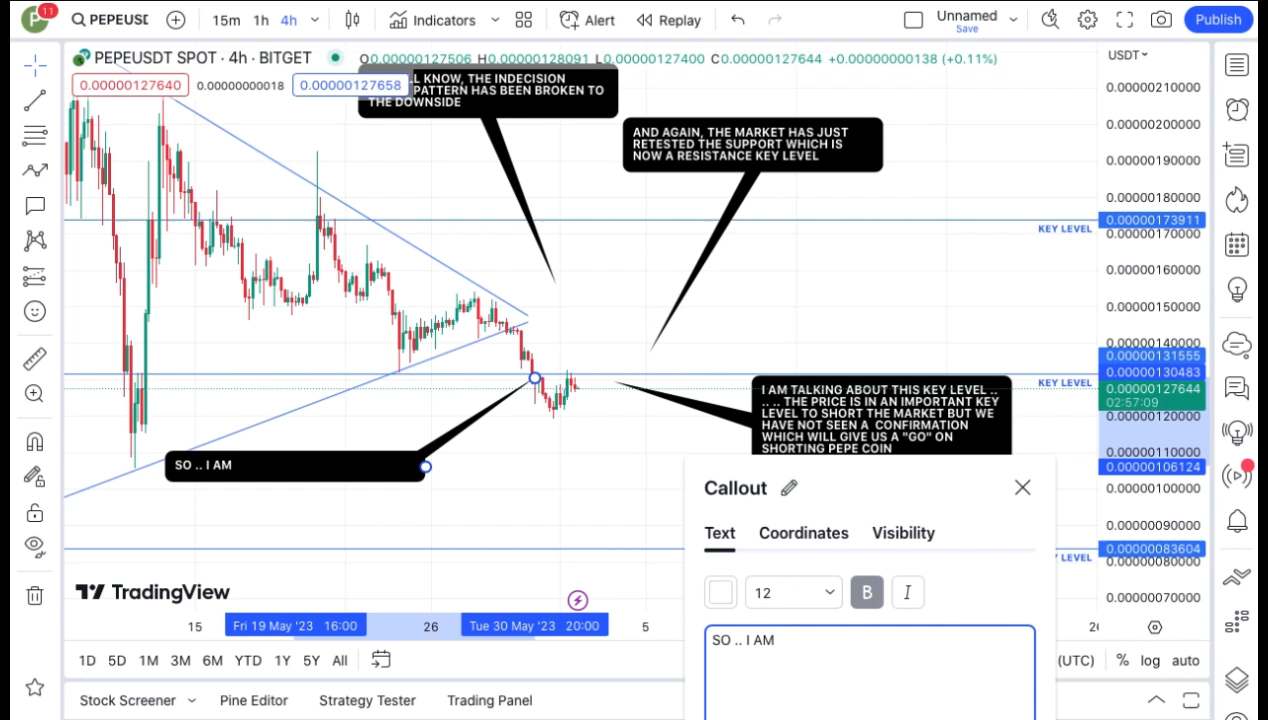 P
11
PEPEUSD
15m 1h 4h
Indicators
Alert
Replay
Unnamed
Save
Publish
PEPEUSDT SPOT · 4h · BITGET
O0.00000127506 H0.00000128091 L0.00000127400 C0.00000127644 +0.00000000138 (+0.11%)
0.00000127640
0.00000000018
0.00000127658
KNOW, THE INDECISION
PATTERN HAS BEEN BROKEN TO
THE DOWNSIDE
AND AGAIN, THE MARKET HAS JUST
RETESTED THE SUPPORT WHICH IS
NOW A RESISTANCE KEY LEVEL
I AM TALKING ABOUT THIS KEY LEVEL ..
.. .. THE PRICE IS IN AN IMPORTANT KEY
LEVEL TO SHORT THE MARKET BUT WE
HAVE NOT SEEN A CONFIRMATION
WHICH WILL GIVE US A "GO" ON
SHORTING PEPE COIN
SO .. I AM
KEY LEVEL
KEY LEVEL
KEY LEVEL
USDT
0.00000210000
0.00000200000
0.00000190000
0.00000180000
0.00000173911
0.00000170000
0.00000160000
0.00000150000
0.00000140000
0.00000131555
0.00000130483
0.00000127644
02:57:09
0.00000120000
0.00000110000
0.00000106124
0.00000100000
0.00000090000
0.00000083604
0.00000080000
0.00000070000
TradingView
15
Fri 19 May '23 16:00
26
Tue 30 May '23 20:00
5
Callout
Text Coordinates Visibility
12
B
I
SO .. I AM
1D 5D 1M 3M 6M YTD 1Y 5Y All
(UTC) % log auto
Stock Screener Pine Editor Strategy Tester Trading Panel